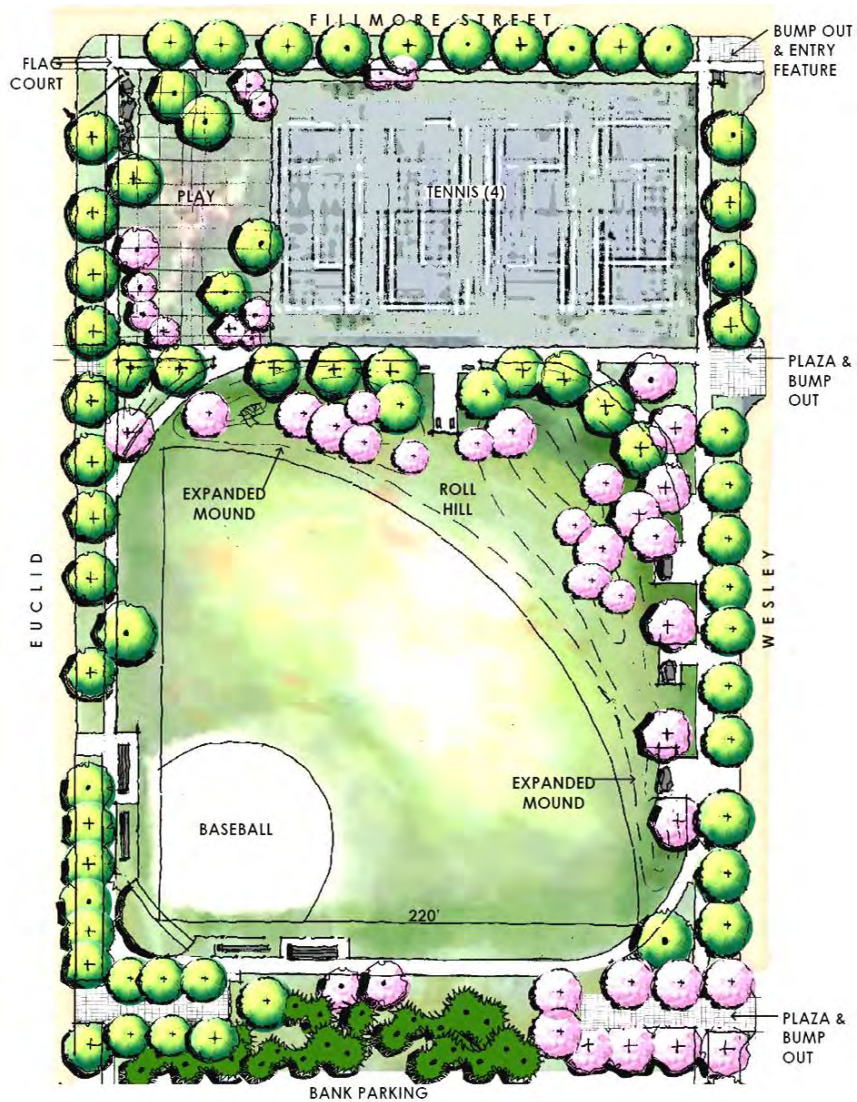 FILLMORE STREET
BUMP OUT
& ENTRY
FEATURE
FLAG
COURT
PLAY
TENNIS (4)
PLAZA &
BUMP
OUT
EXPANDED
MOUND
ROLL
HILL
EUCLID
WESLEY
EXPANDED
MOUND
BASEBALL
220'
PLAZA &
BUMP
OUT
BANK PARKING